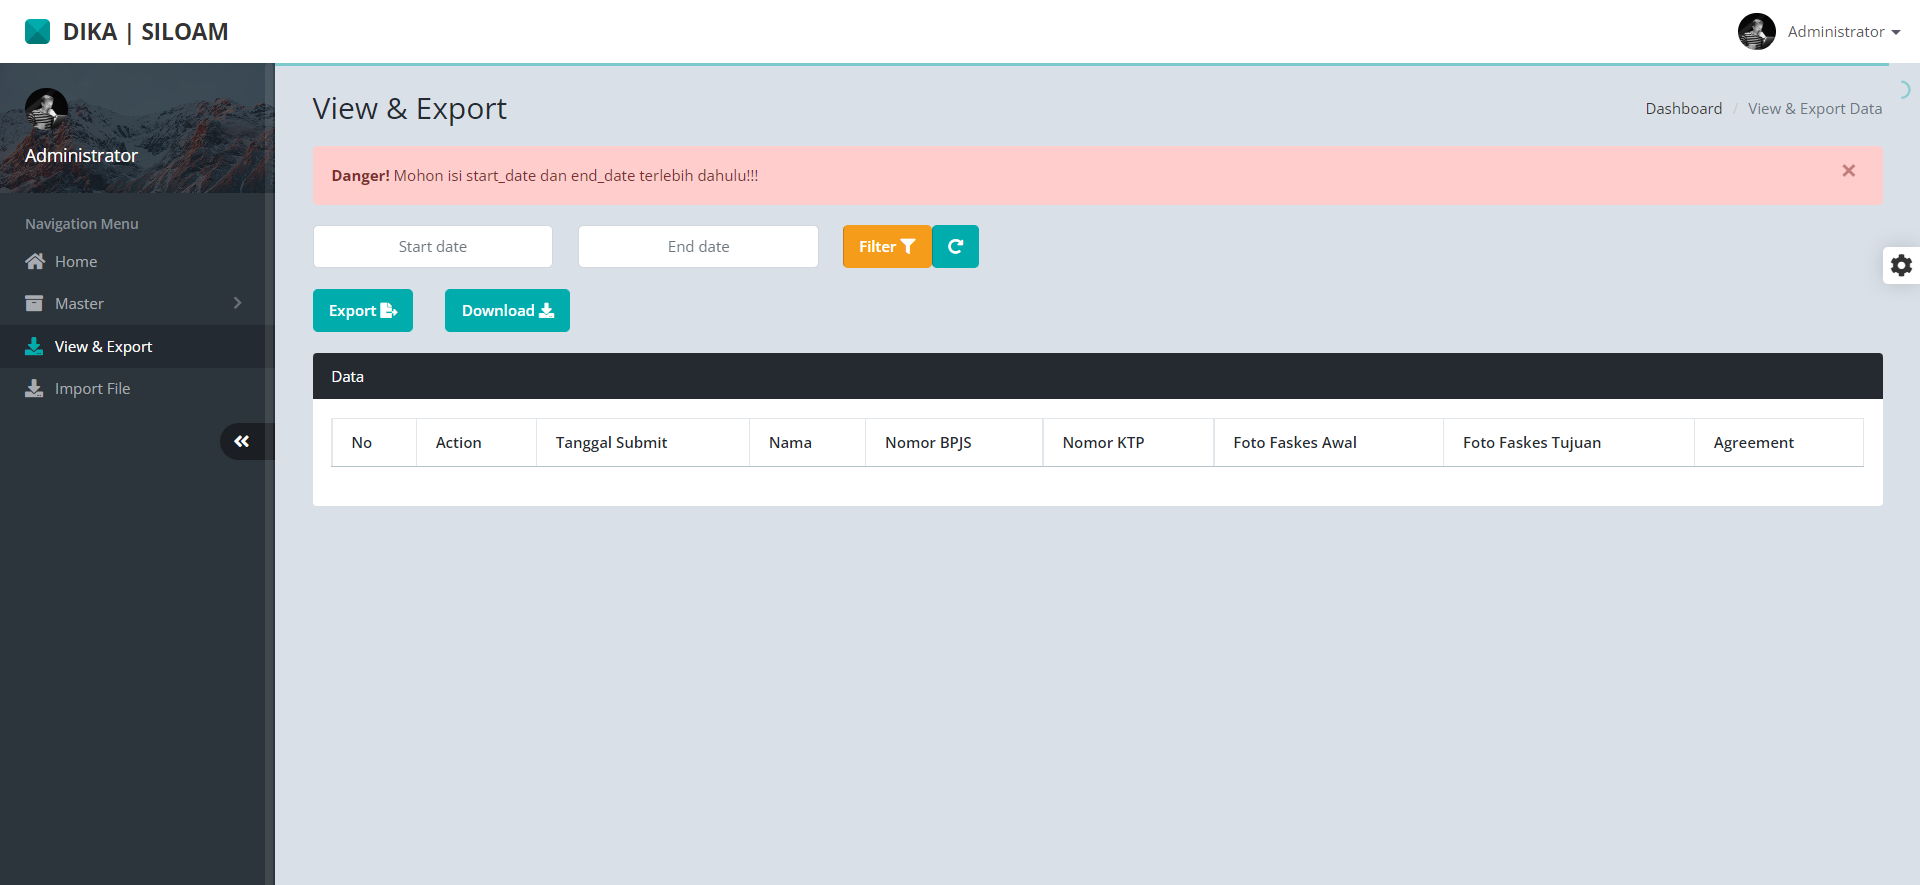 DIKA | SILOAM
Administrator
Administrator
Navigation Menu
Home
Master
View & Export
Import File
View & Export
Dashboard / View & Export Data
Danger! Mohon isi start_date dan end_date terlebih dahulu!!!
×
Start date
End date
Filter
Export
Download
Data
No Action Tanggal Submit Nama Nomor BPJS Nomor KTP Foto Faskes Awal Foto Faskes Tujuan Agreement